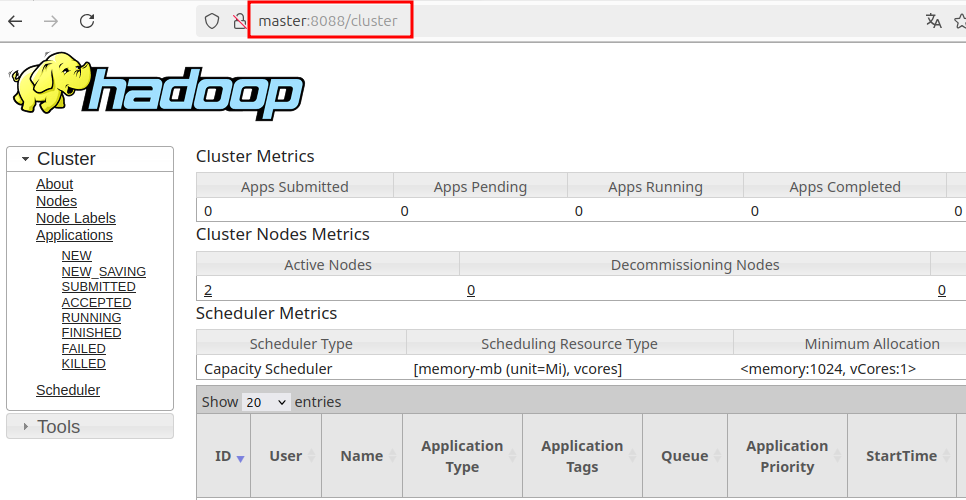 master:8088/cluster
hadoop
Cluster
About
Nodes
Node Labels
Applications
NEW
NEW_SAVING
SUBMITTED
ACCEPTED
RUNNING
FINISHED
FAILED
KILLED
Scheduler
Tools
Cluster Metrics
Apps Submitted Apps Pending Apps Running Apps Completed
0 0 0 0 0
Cluster Nodes Metrics
Active Nodes Decommissioning Nodes
2 0 0
Scheduler Metrics
Scheduler Type Scheduling Resource Type Minimum Allocation
Capacity Scheduler [memory-mb (unit=Mi), vcores] <memory:1024, vCores:1>
Show 20 entries
ID User Name Application Type Application Tags Queue Application Priority StartTime